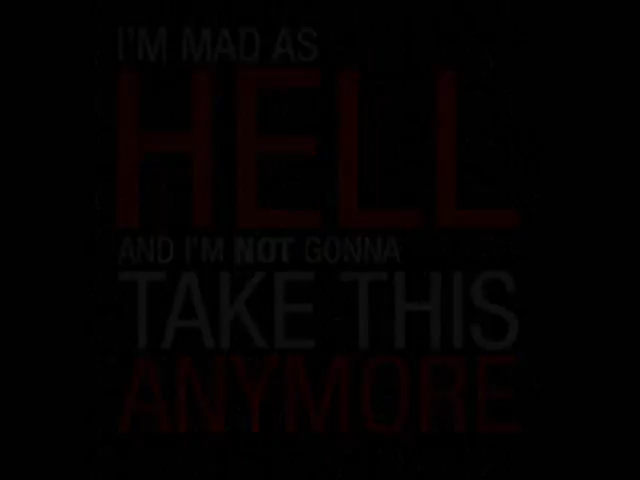 I'M MAD AS
HELL
AND I'M NOT GONNA
TAKE THIS
ANYMORE